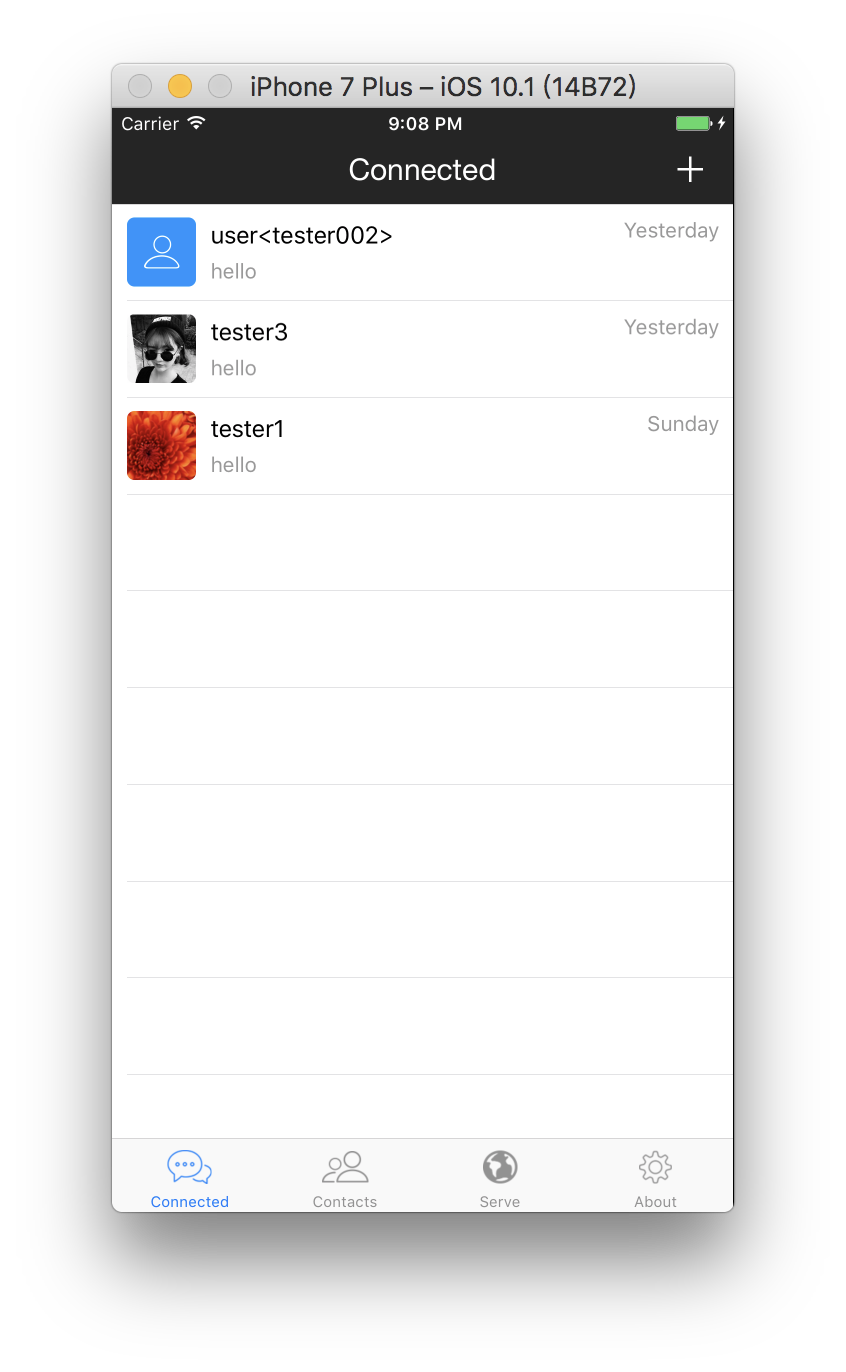 iPhone 7 Plus – iOS 10.1 (14B72)
Carrier 9:08 PM
Connected +
user<tester002> Yesterday
hello
tester3 Yesterday
hello
tester1 Sunday
hello
Connected Contacts Serve About